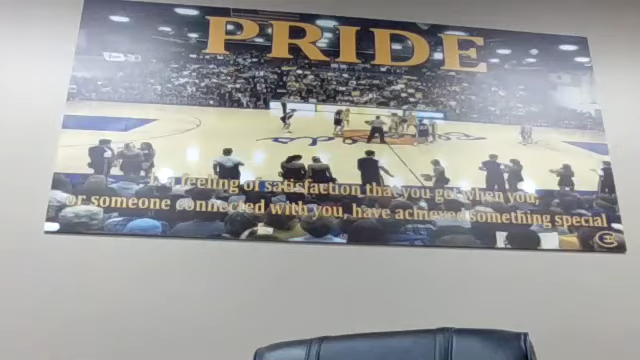 PRIDE
a feeling of satisfaction that you get when you,
or someone connected with you, have achieved something special